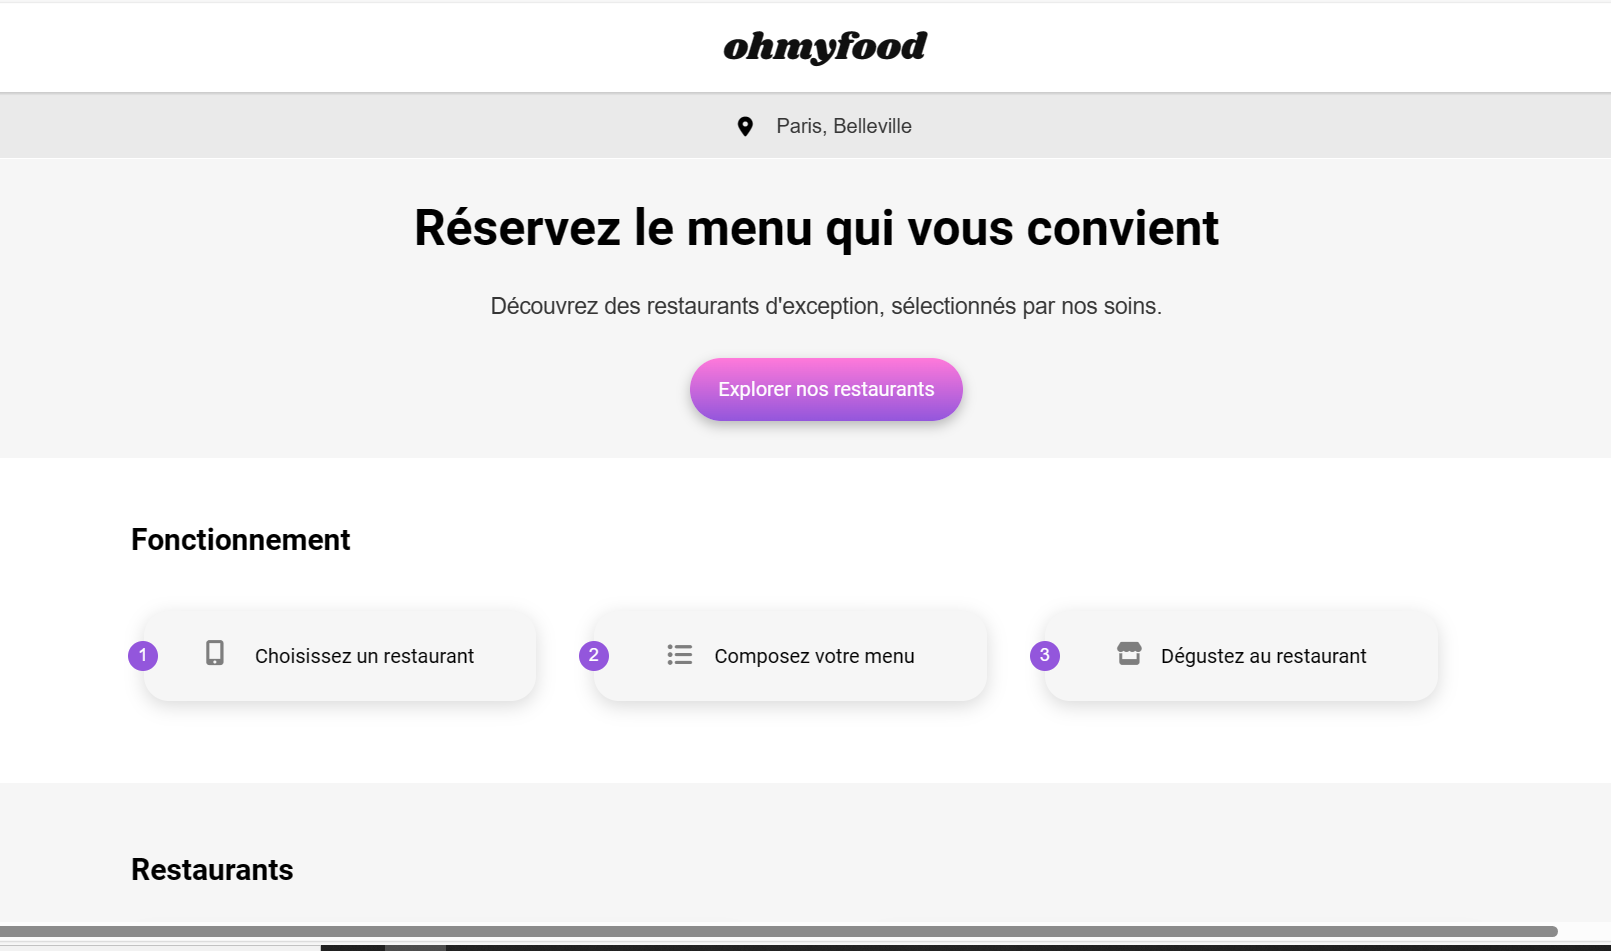 ohmyfood
Paris, Belleville
Réservez le menu qui vous convient
Découvrez des restaurants d'exception, sélectionnés par nos soins.
Explorer nos restaurants
Fonctionnement
1 Choisissez un restaurant
2 Composez votre menu
3 Dégustez au restaurant
Restaurants